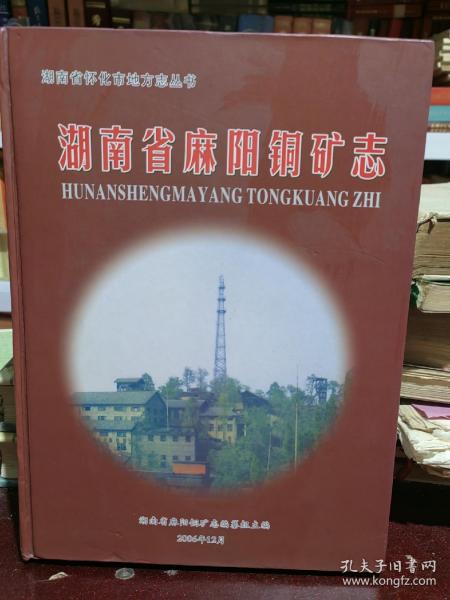 湖南省怀化市地方志丛书
湖南省麻阳铜矿志
HUNANSHENGMAYANG TONGKUANG ZHI
湖南省麻阳铜矿志编纂组主编
2006年12月
孔夫子旧书网
www.kongfz.com